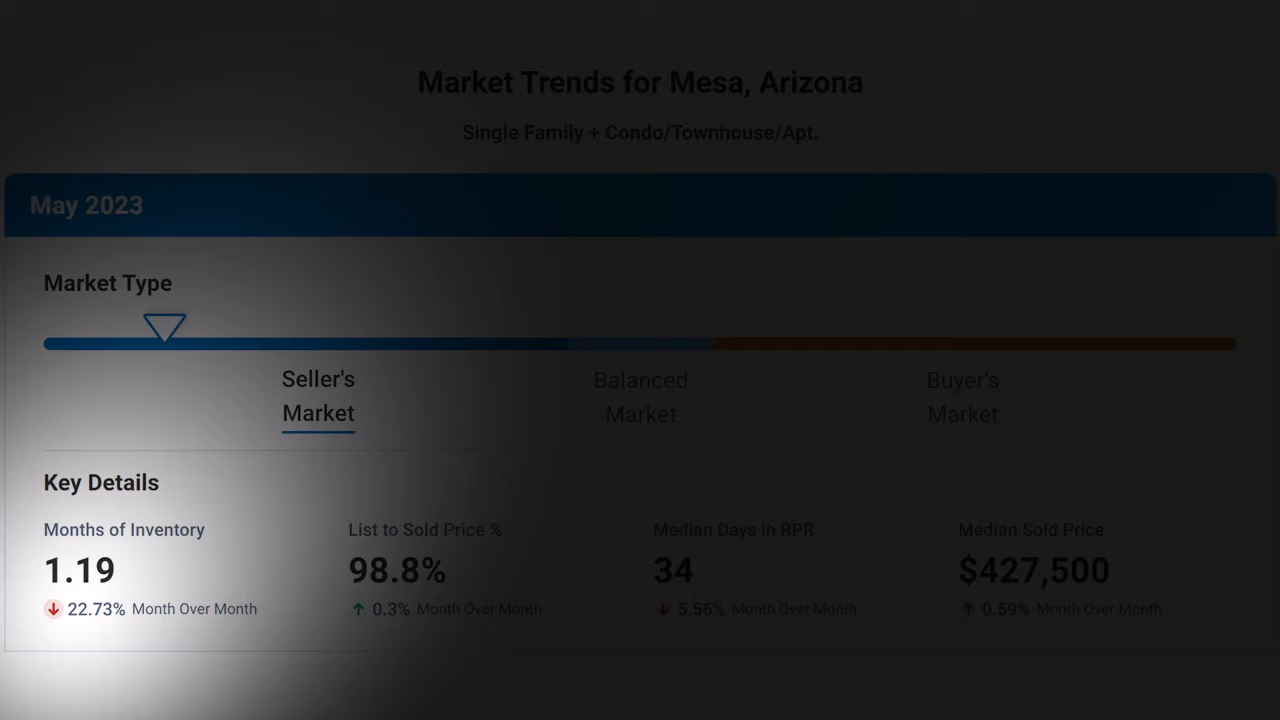 Market Trends for Mesa, Arizona
Single Family + Condo/Townhouse/Apt.
May 2023
Market Type
Seller's
Market
Balanced
Market
Buyer's
Market
Key Details
Months of Inventory
1.19
22.73% Month Over Month
List to Sold Price %
98.8%
0.3% Month Over Month
Median Days in RPR
34
5.56% Month Over Month
Median Sold Price
$427,500
0.59% Month Over Month